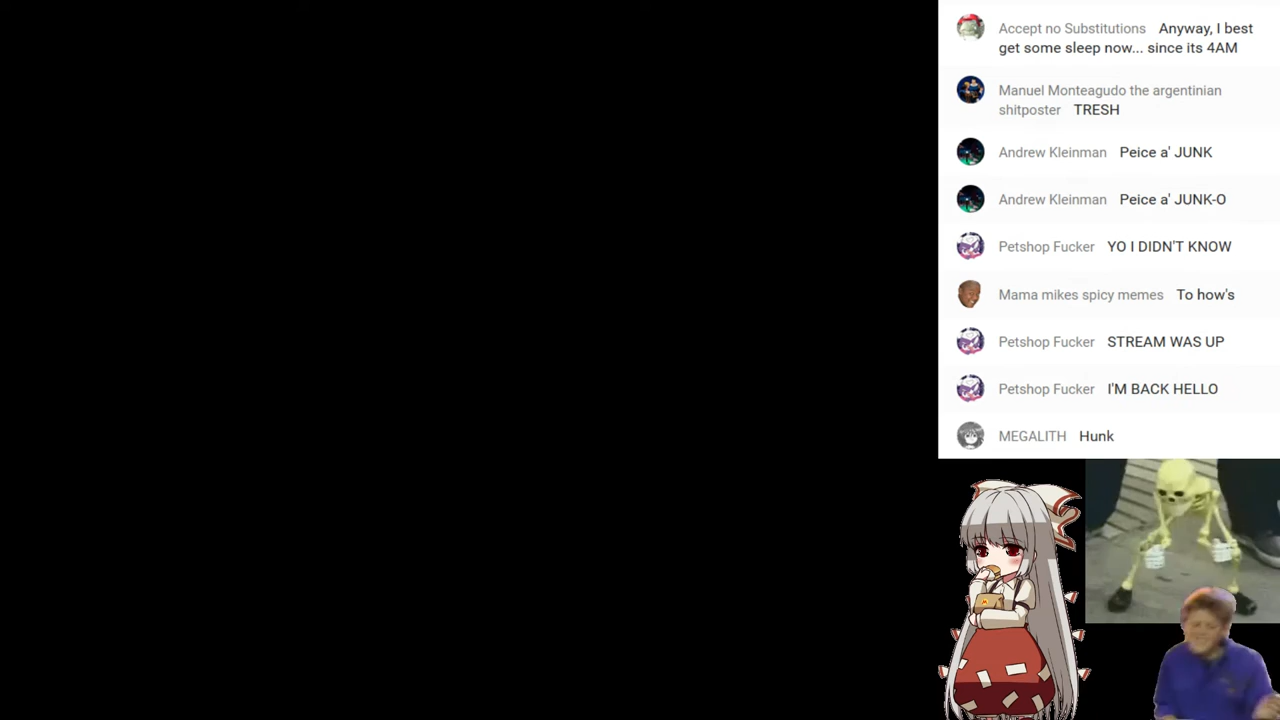 Accept no Substitutions Anyway, I best
get some sleep now... since its 4AM
Manuel Monteagudo the argentinian
shitposter TRESH
Andrew Kleinman Peice a' JUNK
Andrew Kleinman Peice a' JUNK-O
Petshop Fucker YO I DIDN'T KNOW
Mama mikes spicy memes To how's
Petshop Fucker STREAM WAS UP
Petshop Fucker I'M BACK HELLO
MEGALITH Hunk